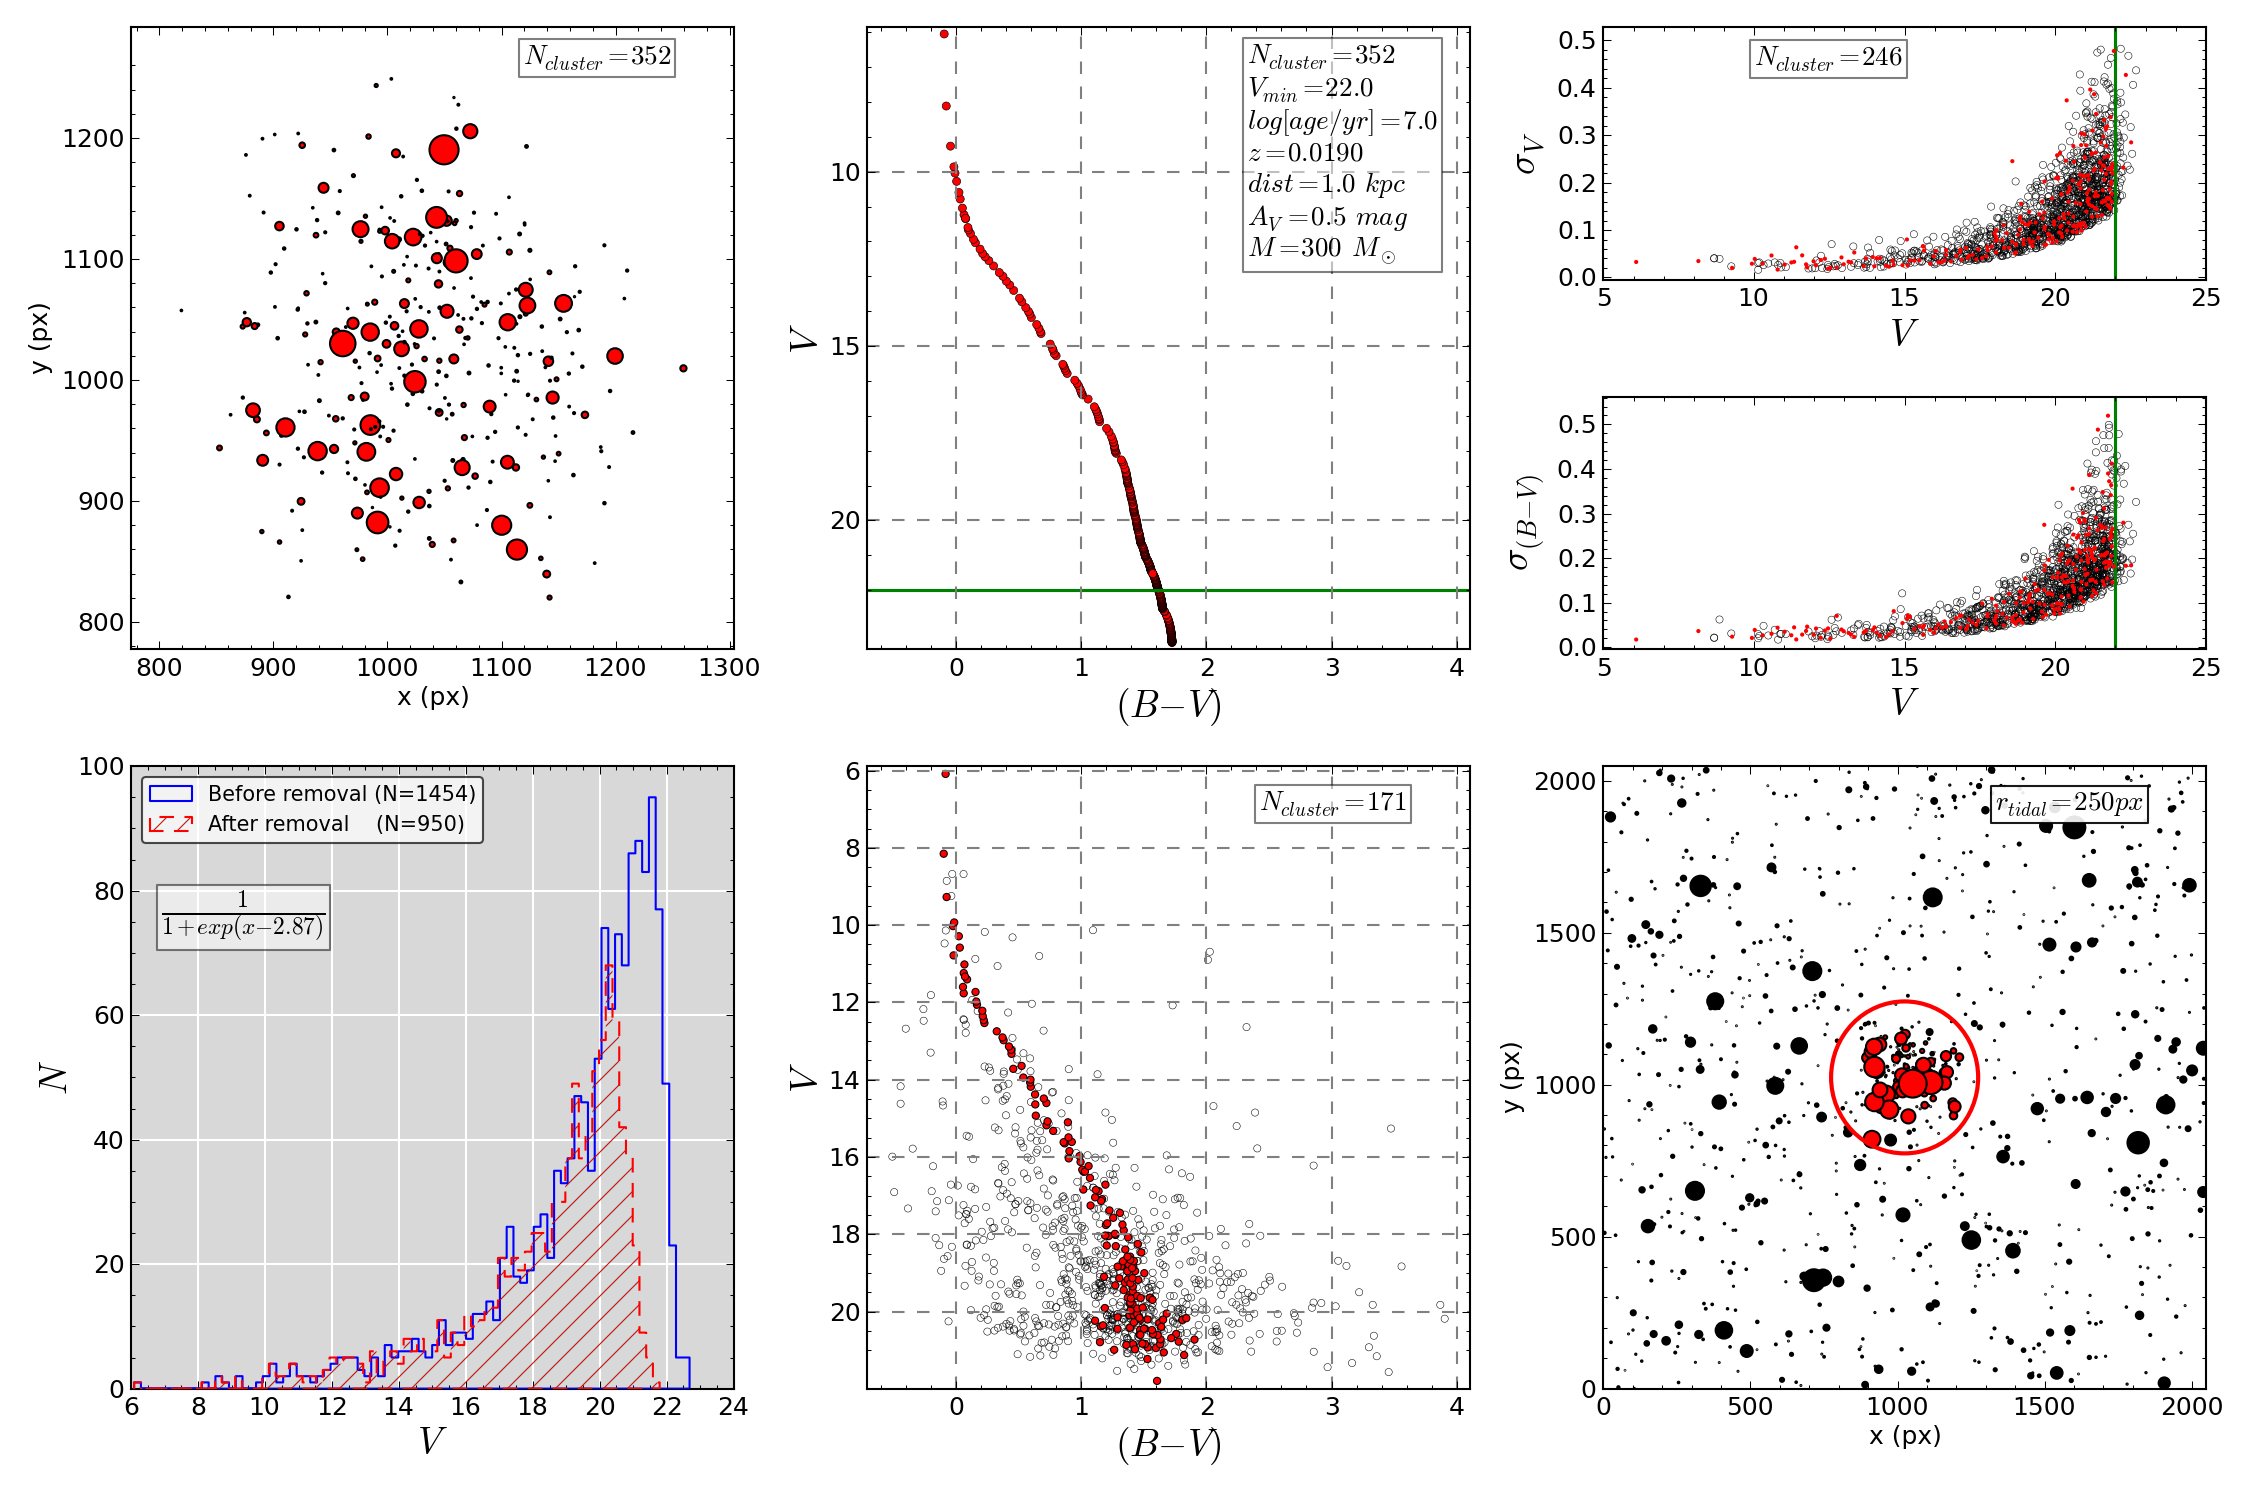 N_cluster=352
1200
1100
1000
900
800
y (px)
800 900 1000 1100 1200 1300
x (px)
N_cluster=352
V_min=22.0
log[age/yr]=7.0
z=0.0190
dist=1.0 kpc
A_V=0.5 mag
M=300 M_⊙
10
15
20
V
0 1 2 3 4
(B−V)
N_cluster=246
0.5
0.4
0.3
0.2
0.1
0.0
σ_V
5 10 15 20 25
V
0.5
0.4
0.3
0.2
0.1
0.0
σ_(B−V)
5 10 15 20 25
V
Before removal (N=1454)
After removal (N=950)
1
1+exp(x−2.87)
100
80
60
40
20
0
N
6 8 10 12 14 16 18 20 22 24
V
N_cluster=171
6
8
10
12
14
16
18
20
V
0 1 2 3 4
(B−V)
r_tidal=250px
2000
1500
1000
500
0
y (px)
0 500 1000 1500 2000
x (px)